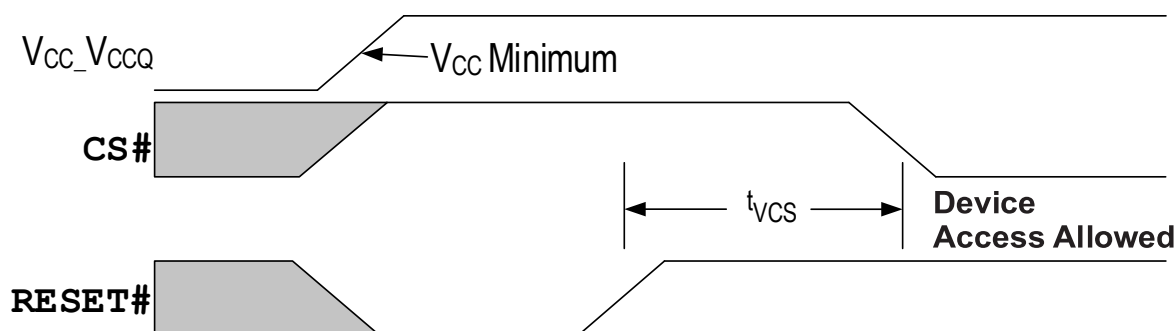 VCC_VCCQ
VCC Minimum
CS#
tVCS
Device
Access Allowed
RESET#